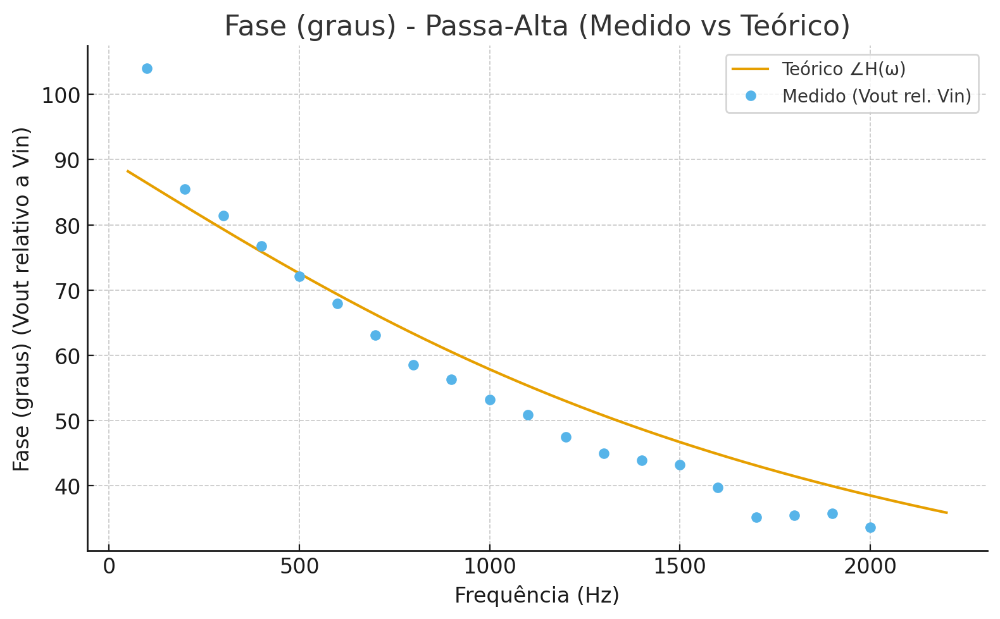 Fase (graus) - Passa-Alta (Medido vs Teórico)
Teórico ∠H(ω)
Medido (Vout rel. Vin)
Fase (graus) (Vout relativo a Vin)
100
90
80
70
60
50
40
0
500
1000
1500
2000
Frequência (Hz)